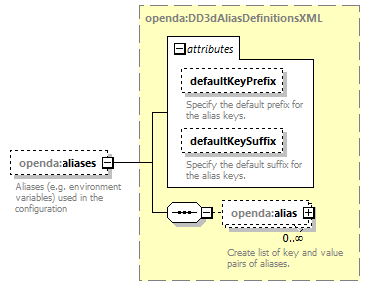 openda:DD3dAliasDefinitionsXML
attributes
defaultKeyPrefix
Specify the default prefix for
the alias keys.
defaultKeySuffix
Specify the default suffix for
the alias keys.
openda:aliases
Aliases (e.g. environment
variables) used in the
configuration
openda:alias
0..∞
Create list of key and value
pairs of aliases.